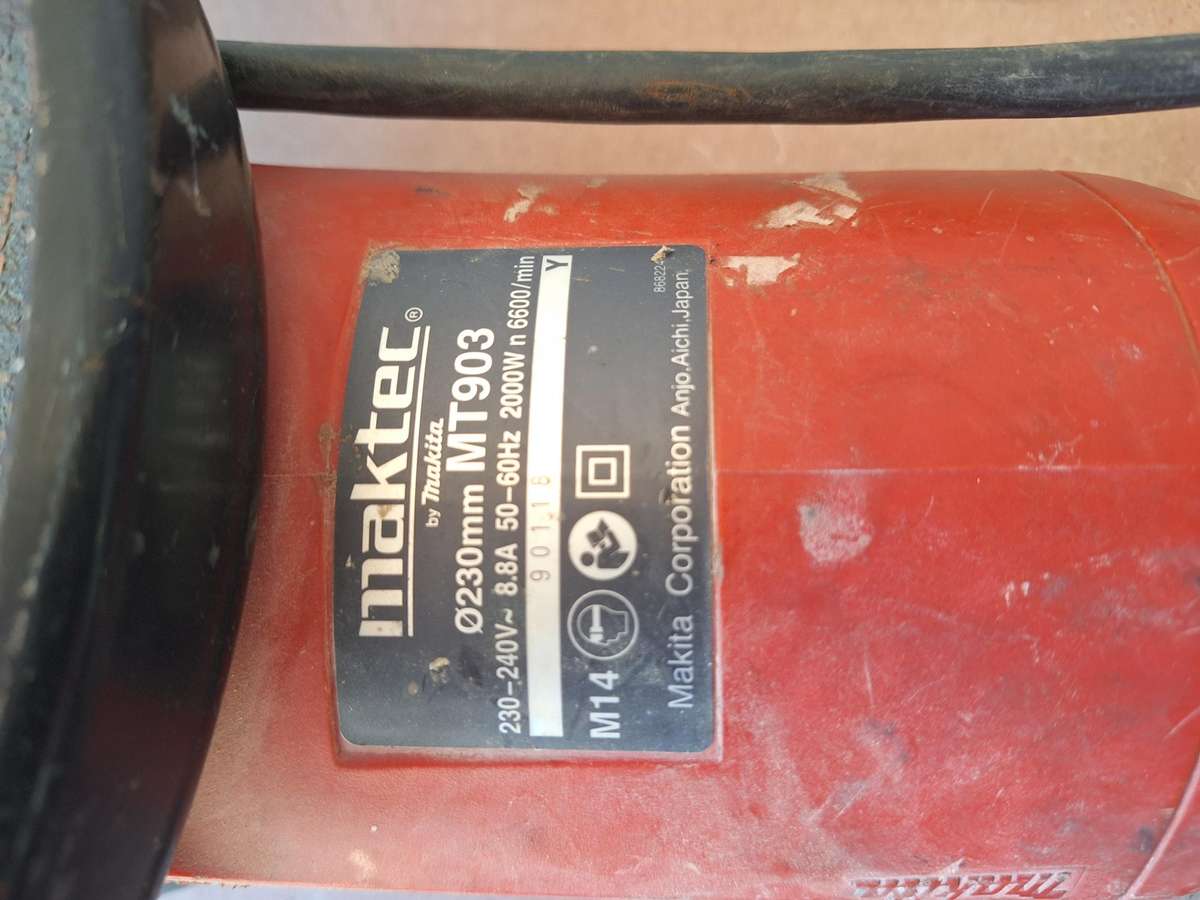 maktec®
by makita
Ø230mm MT903
230-240V~ 8.8A 50-60Hz 2000W n 6600/min
90116 Y
M14
Makita Corporation Anjo,Aichi,Japan,
makita